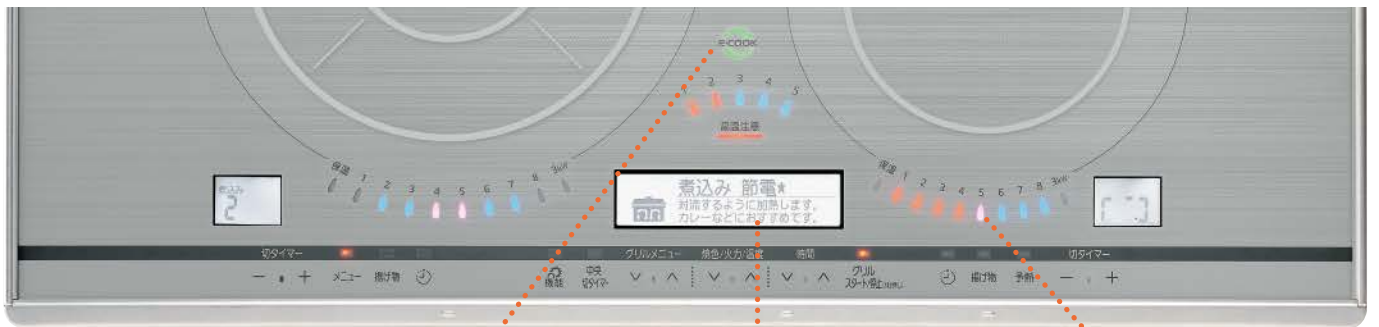 e-cook
1 2 3 4 5
高温注意
保温 1 2 3 4 5 6 7 8 3kW
保温 1 2 3 4 5 6 7 8 3kW
煮込み
2
煮込み 節電★
対流するように加熱します。
カレーなどにおすすめです。
切タイマー
グリルメニュー 焼色/火力/温度 時間
切タイマー
− +
メニュー 揚げ物
機能 中央
切タイマー
グリル
スタート/停止
揚げ物 予熱
− +